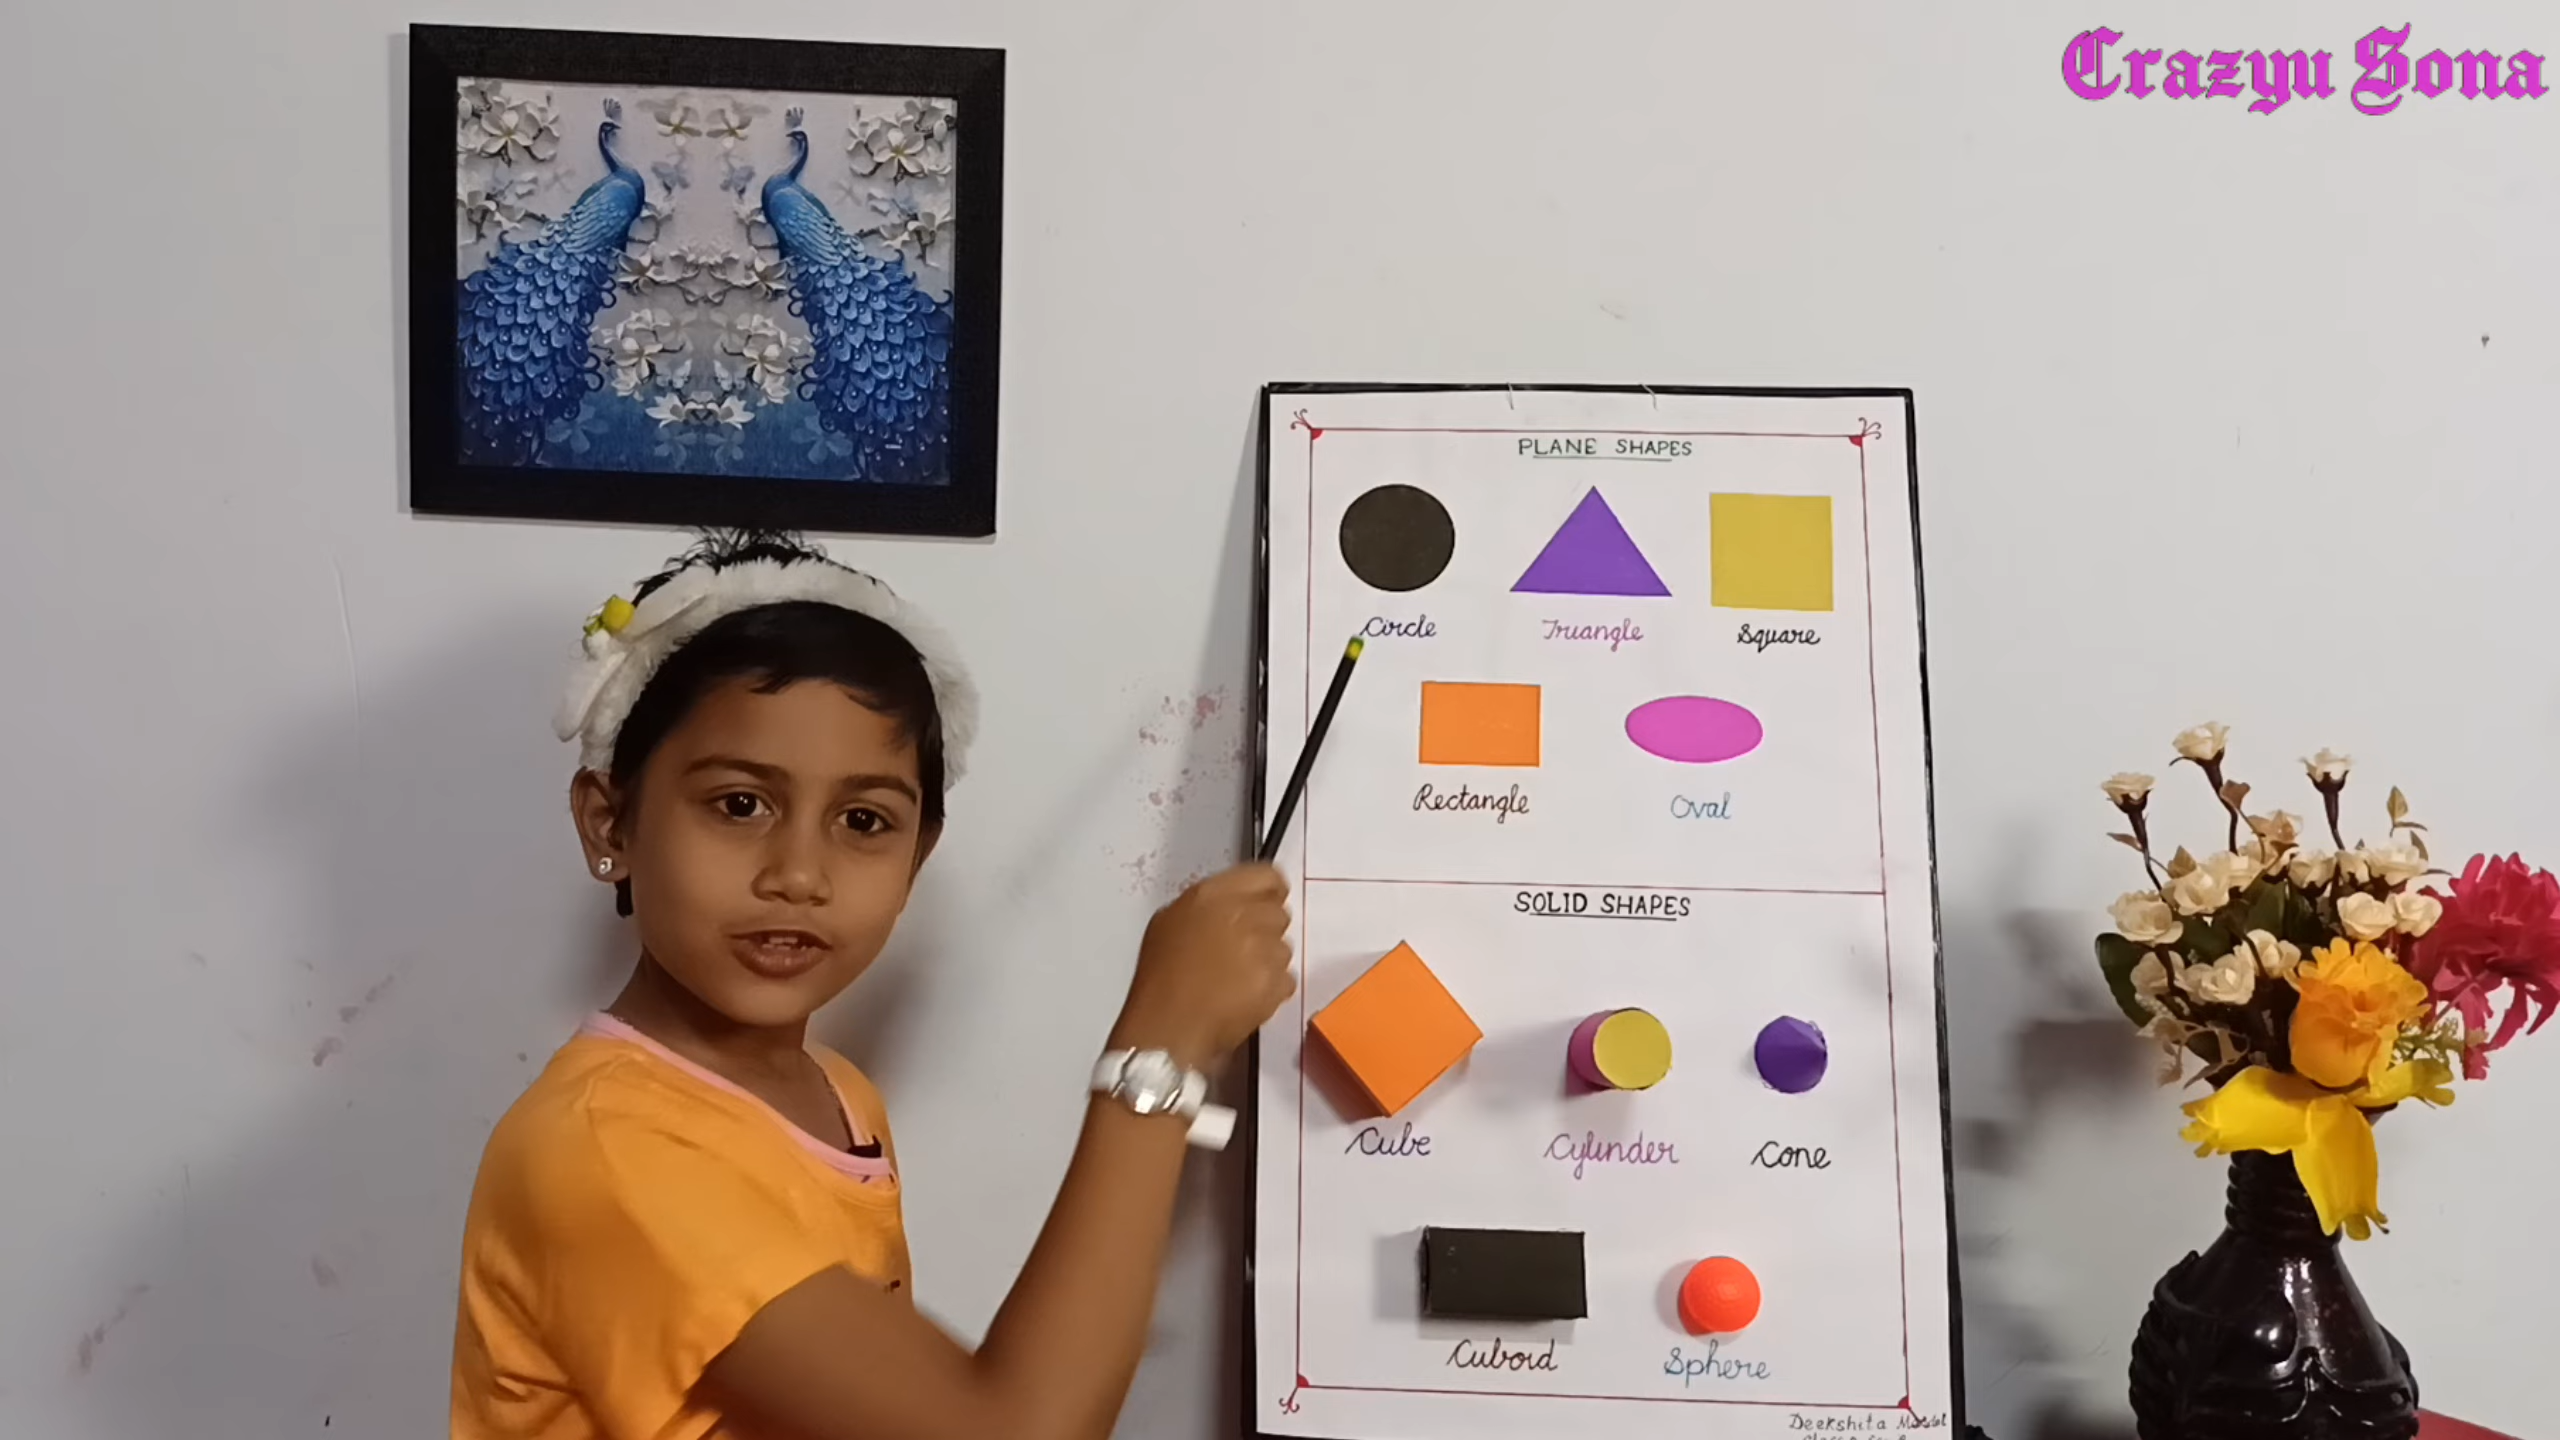 Crazyu Sona
PLANE SHAPES
Circle Triangle Square
Rectangle Oval
SOLID SHAPES
Cube Cylinder Cone
Cuboid Sphere
Deekshita